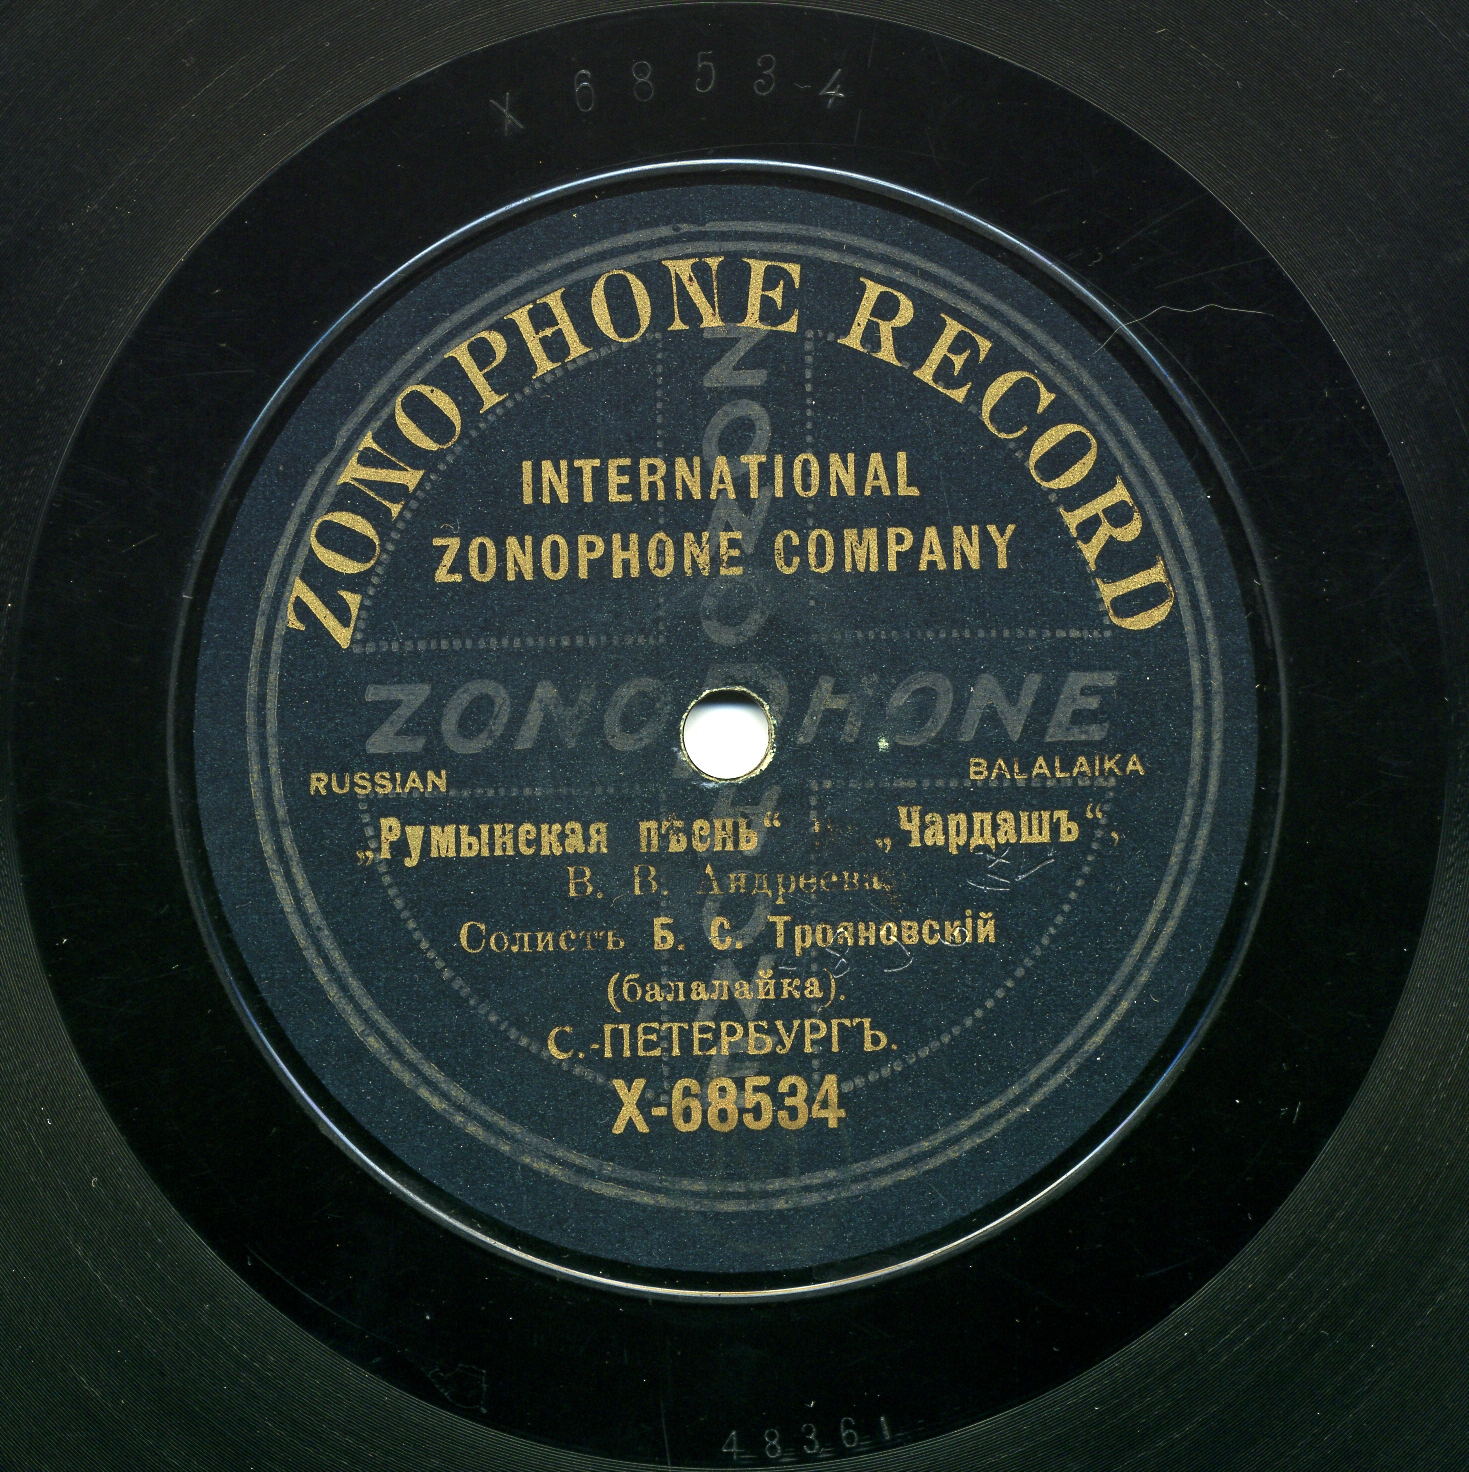 X 6853-4
ZONOPHONE RECORD
INTERNATIONAL
ZONOPHONE COMPANY
ZONOPHONE
ZONOPHONE
RUSSIAN BALALAIKA
„Румынская пѣснь“ „Чардашъ“,
В. В. Андреева.
Солистъ Б. С. Трояновскій
(балалайка).
С.-ПЕТЕРБУРГЪ.
X-68534
48361